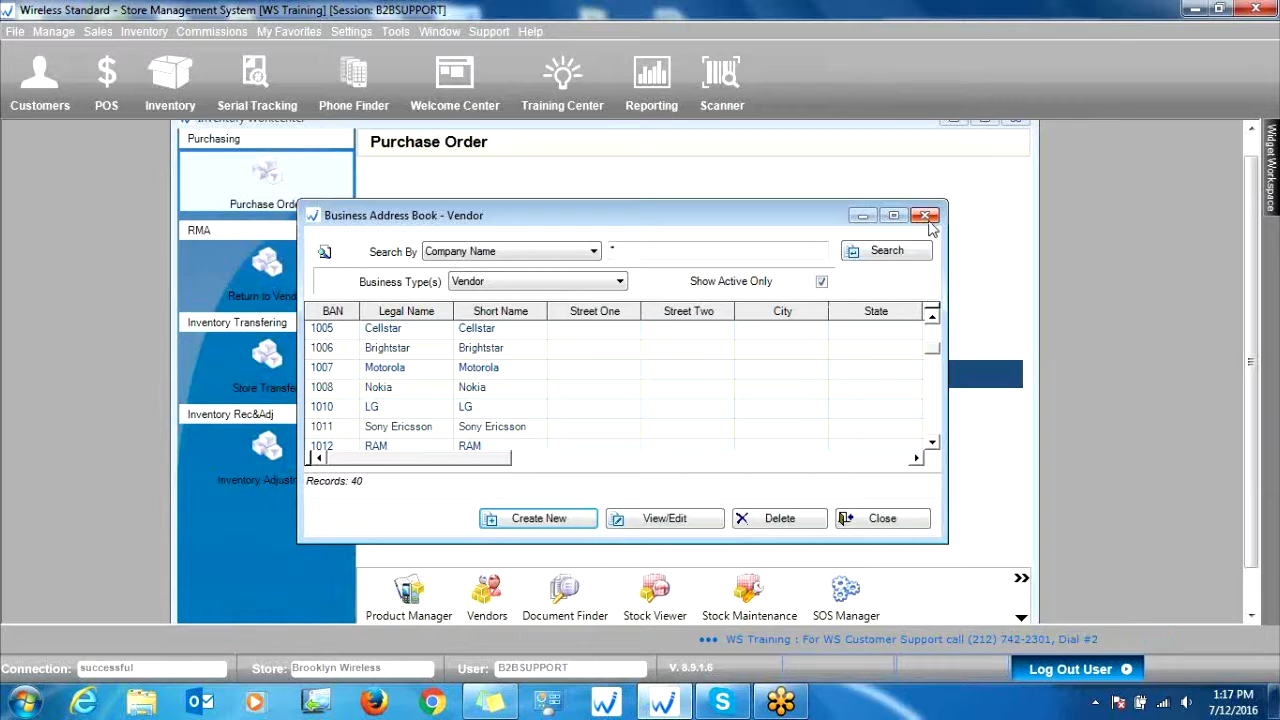 Wireless Standard - Store Management System [WS Training] [Session: B2BSUPPORT]
File Manage Sales Inventory Commissions My Favorites Settings Tools Window Support Help
Customers POS Inventory Serial Tracking Phone Finder Welcome Center Training Center Reporting Scanner
Widget Workspace
Inventory Workcenter
Purchasing
Purchase Order
Purchase Orde
RMA
Return to Vend
Inventory Transfering
Store Transfe
Inventory Rec&Adj
Inventory Adjustm
Business Address Book - Vendor
Search By Company Name * Search
Business Type(s) Vendor Show Active Only
BAN Legal Name Short Name Street One Street Two City State
1005 Cellstar Cellstar
1006 Brightstar Brightstar
1007 Motorola Motorola
1008 Nokia Nokia
1010 LG LG
1011 Sony Ericsson Sony Ericsson
1012 RAM RAM
Records: 40
Create New View/Edit Delete Close
Product Manager Vendors Document Finder Stock Viewer Stock Maintenance SOS Manager
WS Training : For WS Customer Support call (212) 742-2301, Dial #2
Connection: successful Store: Brooklyn Wireless User: B2BSUPPORT V. 8.9.1.6 Log Out User
1:17 PM
7/12/2016